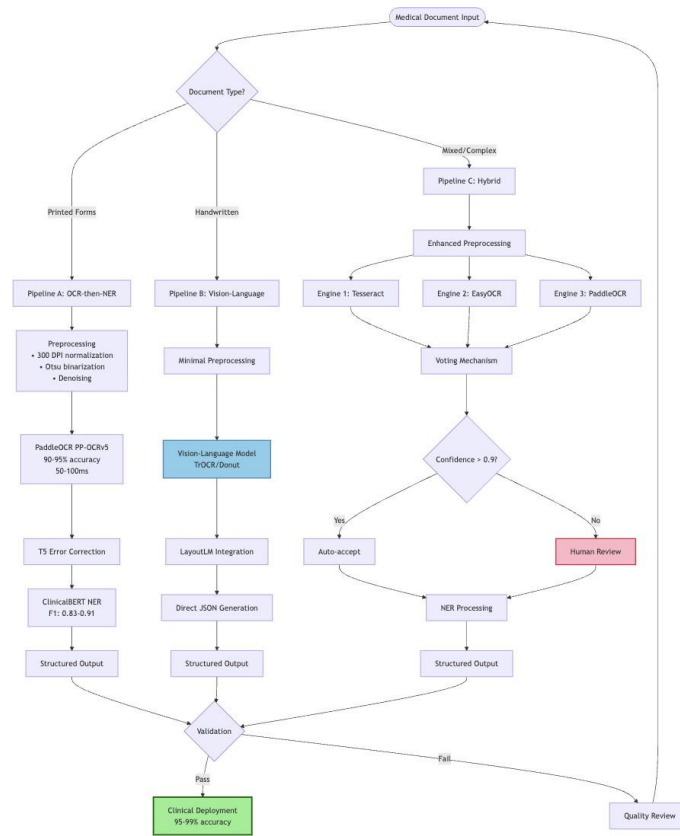 Medical Document Input
Document Type?
Printed Forms
Handwritten
Mixed/Complex
Pipeline C: Hybrid
Enhanced Preprocessing
Pipeline A: OCR-then-NER
Pipeline B: Vision-Language
Engine 1: Tesseract
Engine 2: EasyOCR
Engine 3: PaddleOCR
Preprocessing
• 300 DPI normalization
• Otsu binarization
• Denoising
Minimal Preprocessing
Voting Mechanism
PaddleOCR PP-OCRv5
90-95% accuracy
50-100ms
Vision-Language Model
TrOCR/Donut
Confidence > 0.9?
Yes
No
T5 Error Correction
LayoutLM Integration
Auto-accept
Human Review
ClinicalBERT NER
F1: 0.83-0.91
Direct JSON Generation
NER Processing
Structured Output
Structured Output
Structured Output
Validation
Pass
Fail
Clinical Deployment
95-99% accuracy
Quality Review